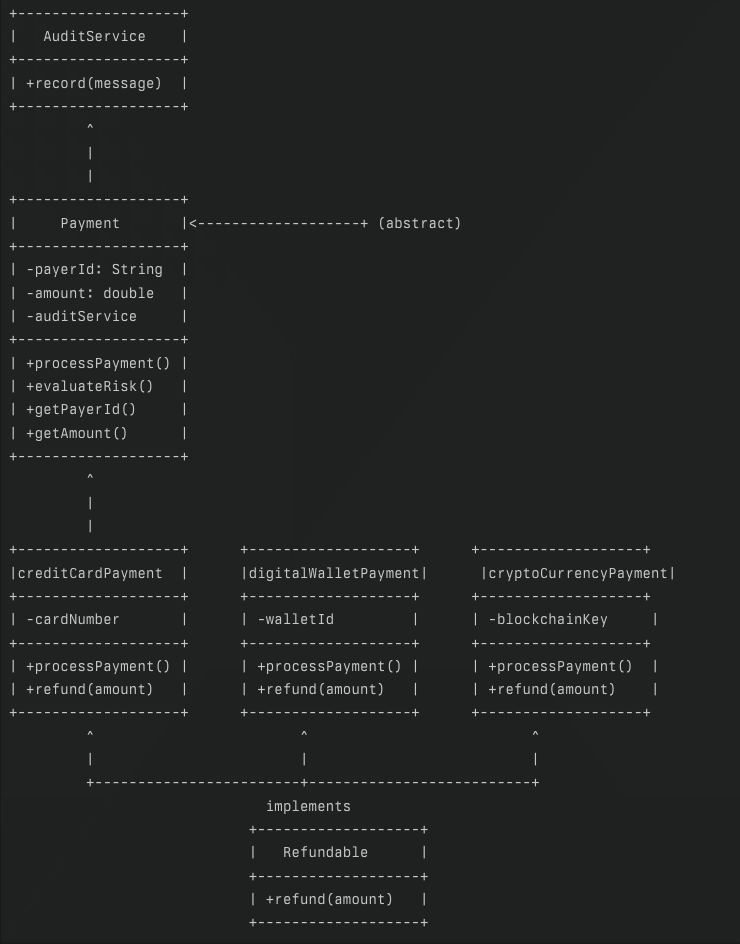 +-------------------+
|   AuditService    |
+-------------------+
| +record(message)  |
+-------------------+
         ^
         |
         |
+-------------------+
|     Payment       |<-------------------+ (abstract)
+-------------------+
| -payerId: String  |
| -amount: double   |
| -auditService     |
+-------------------+
| +processPayment() |
| +evaluateRisk()   |
| +getPayerId()     |
| +getAmount()      |
+-------------------+
         ^
         |
         |
+-------------------+      +-------------------+      +-------------------+
|creditCardPayment  |      |digitalWalletPayment|      |cryptoCurrencyPayment|
+-------------------+      +-------------------+      +-------------------+
| -cardNumber       |      | -walletId         |      | -blockchainKey     |
+-------------------+      +-------------------+      +-------------------+
| +processPayment() |      | +processPayment() |      | +processPayment()  |
| +refund(amount)   |      | +refund(amount)   |      | +refund(amount)    |
+-------------------+      +-------------------+      +-------------------+
         ^                        ^                          ^
         |                        |                          |
         +------------------------+--------------------------+
                             implements
                           +-------------------+
                           |   Refundable      |
                           +-------------------+
                           | +refund(amount)   |
                           +-------------------+